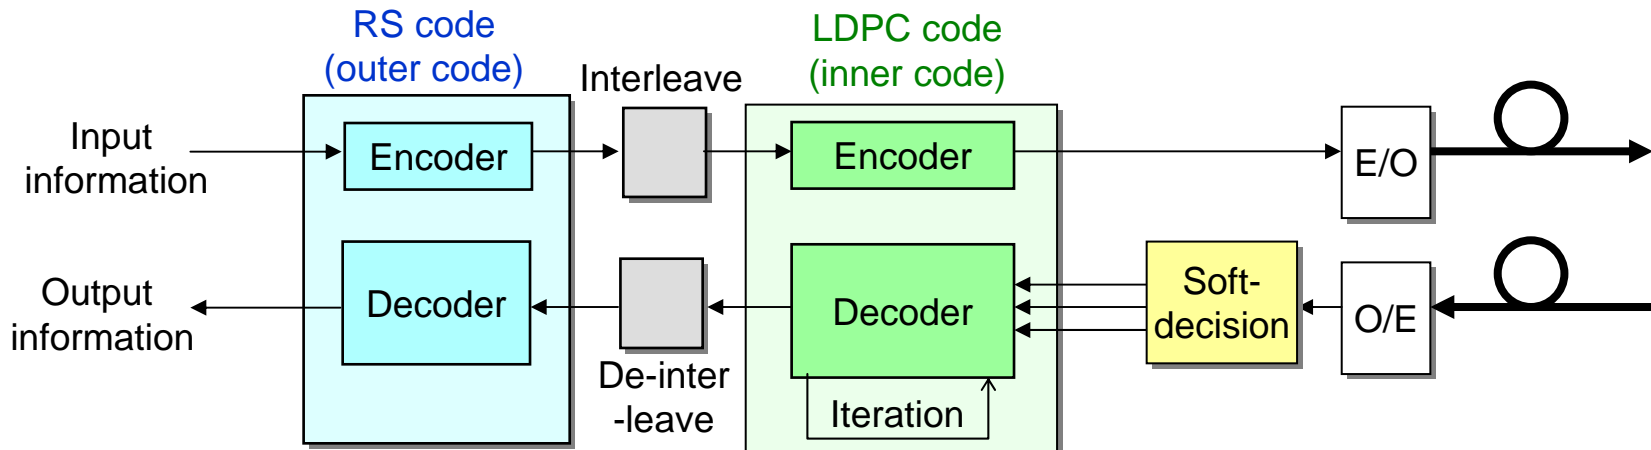 RS code
(outer code)
LDPC code
(inner code)
Interleave
Input
information
Encoder
Encoder
E/O
Output
information
Decoder
Decoder
Soft-
decision
O/E
De-inter
-leave
Iteration